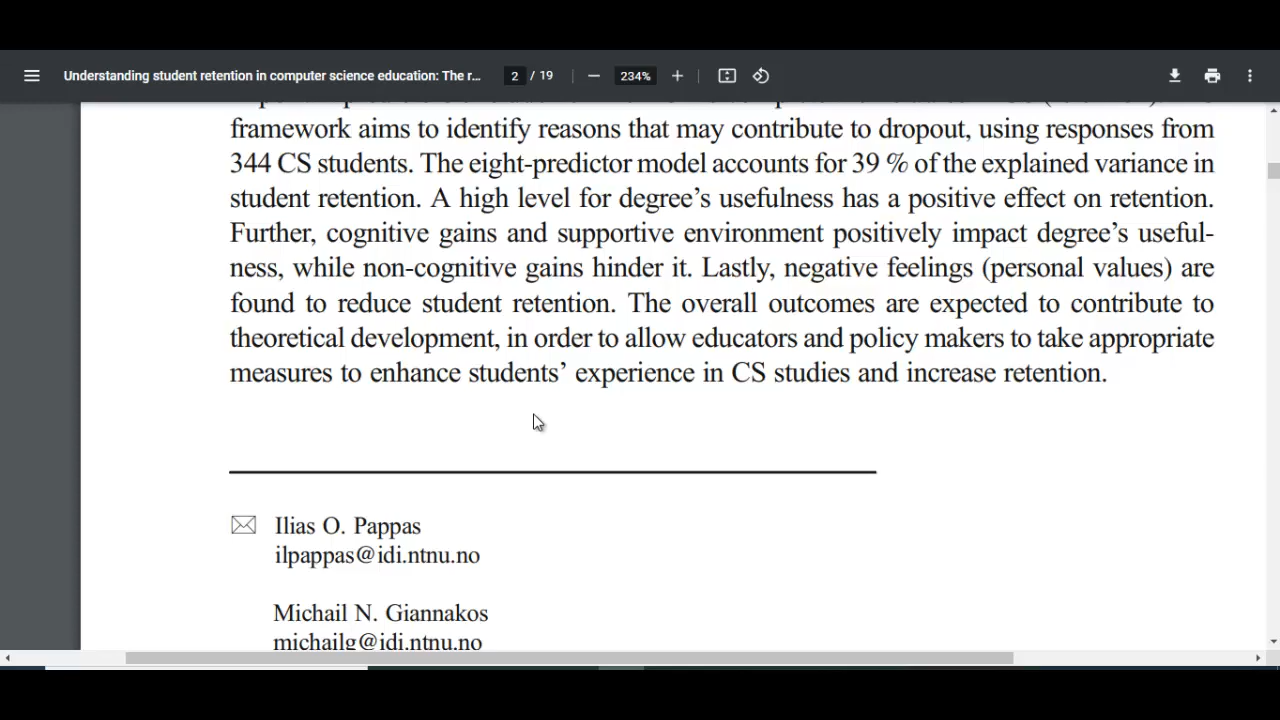 Understanding student retention in computer science education: The r...
2 / 19
234%
framework aims to identify reasons that may contribute to dropout, using responses from
344 CS students. The eight-predictor model accounts for 39 % of the explained variance in
student retention. A high level for degree’s usefulness has a positive effect on retention.
Further, cognitive gains and supportive environment positively impact degree’s useful-
ness, while non-cognitive gains hinder it. Lastly, negative feelings (personal values) are
found to reduce student retention. The overall outcomes are expected to contribute to
theoretical development, in order to allow educators and policy makers to take appropriate
measures to enhance students’ experience in CS studies and increase retention.
Ilias O. Pappas
ilpappas@idi.ntnu.no
Michail N. Giannakos
michailg@idi.ntnu.no